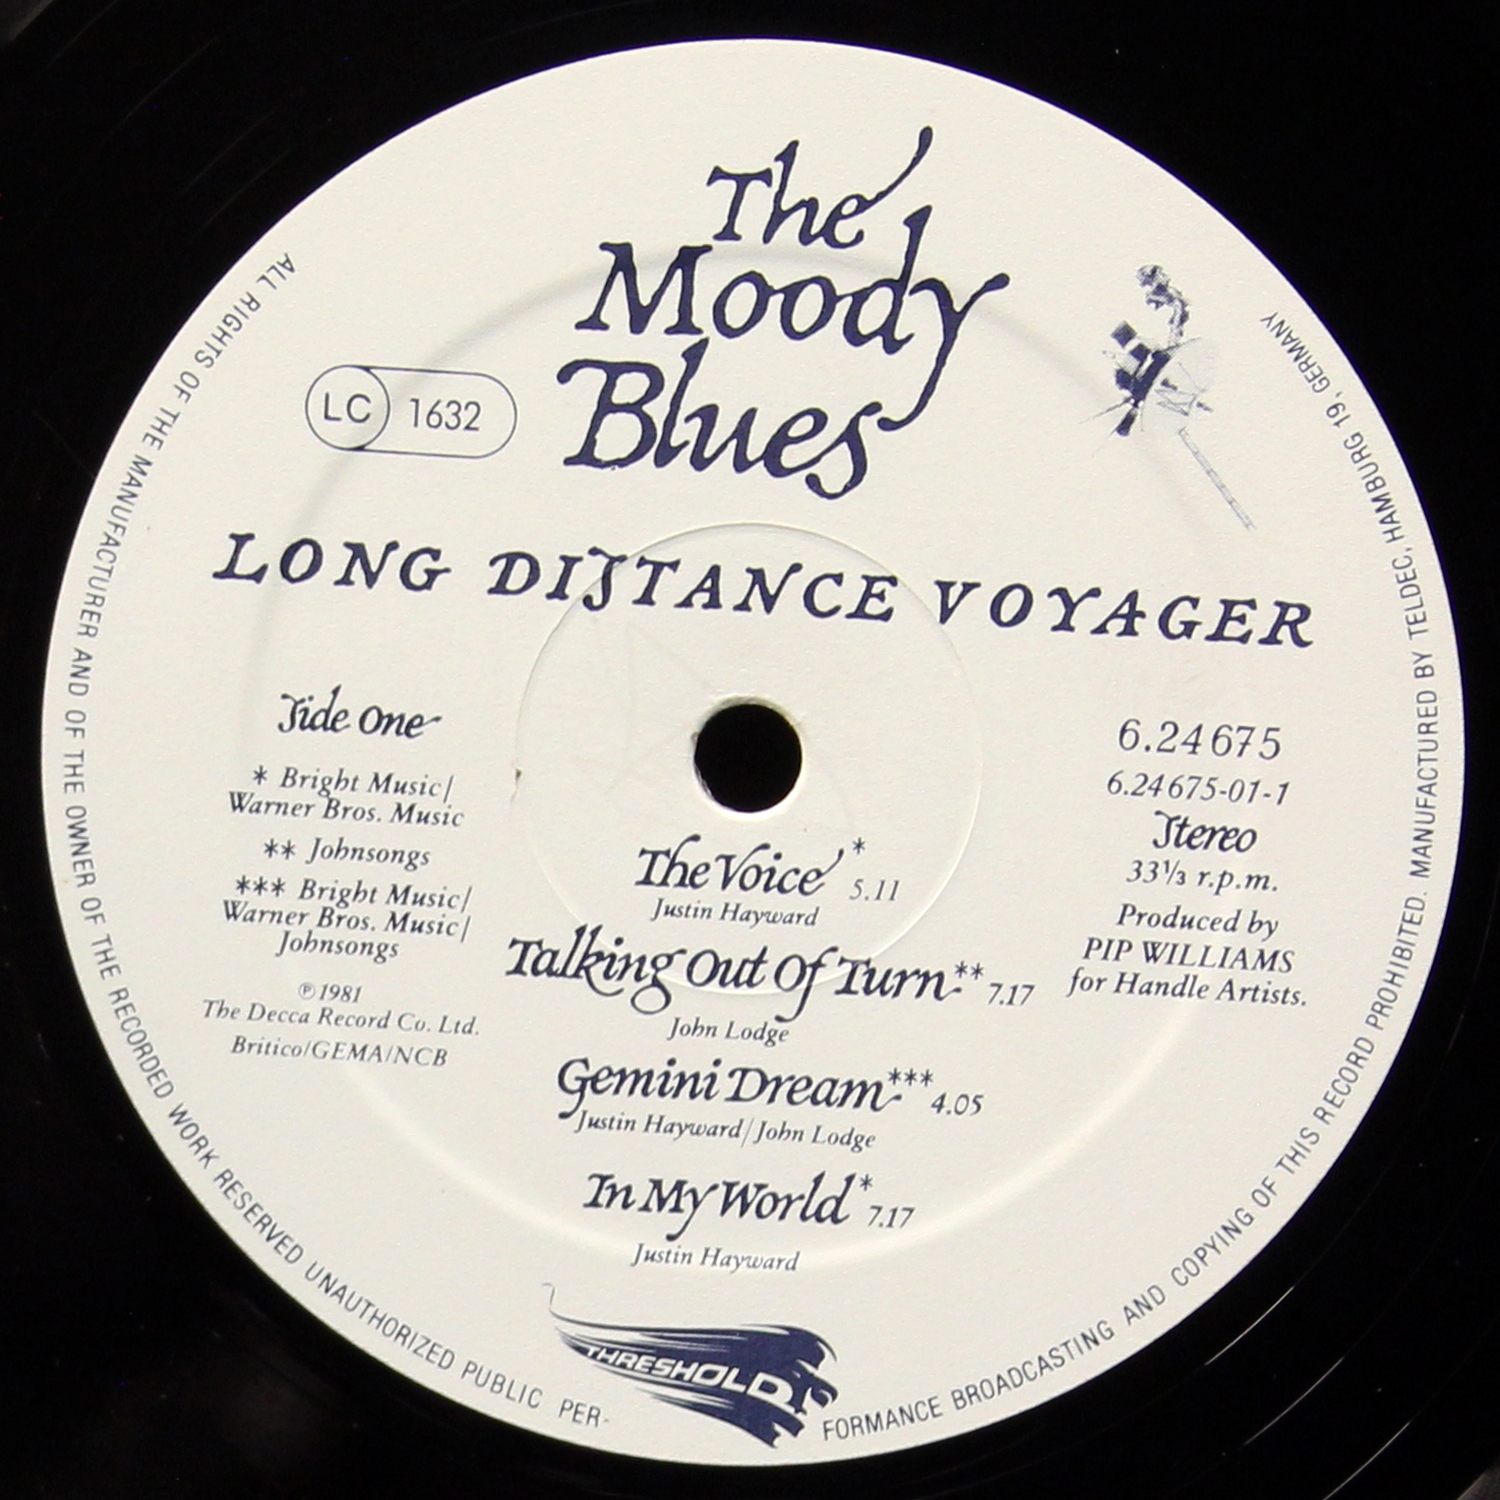 The
Moody
Blues
LC 1632
LONG DISTANCE VOYAGER
Side One
* Bright Music/
Warner Bros. Music
** Johnsongs
*** Bright Music/
Warner Bros. Music/
Johnsongs
℗ 1981
The Decca Record Co. Ltd.
Britico/GEMA/NCB
6.24675
6.24675-01-1
Stereo
33⅓ r.p.m.
Produced by
PIP WILLIAMS
for Handle Artists.
The Voice* 5.11
Justin Hayward
Talking Out Of Turn** 7.17
John Lodge
Gemini Dream*** 4.05
Justin Hayward/John Lodge
In My World* 7.17
Justin Hayward
THRESHOLD
ALL RIGHTS OF THE MANUFACTURER AND OF THE OWNER OF THE RECORDED WORK RESERVED UNAUTHORIZED PUBLIC PER-FORMANCE BROADCASTING AND COPYING OF THIS RECORD PROHIBITED. MANUFACTURED BY TELDEC, HAMBURG 19, GERMANY